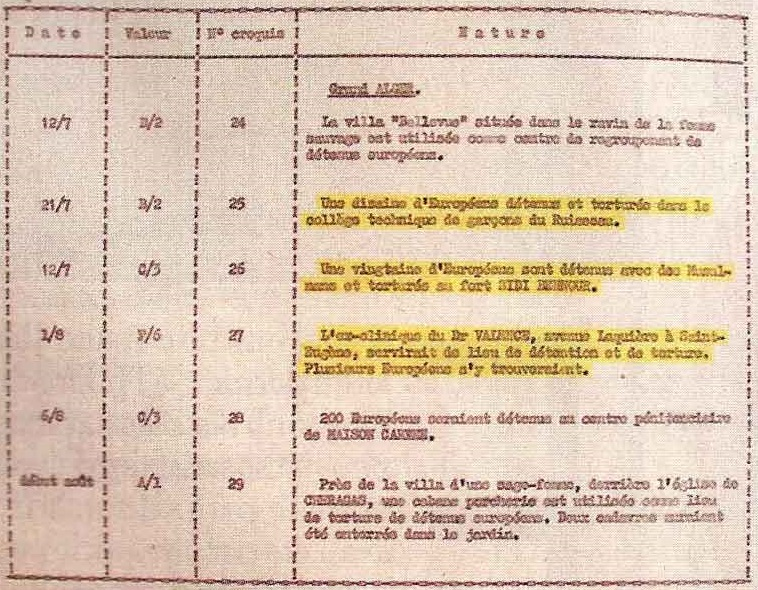 Date Valeur N° croquis Nature
Grand ALGER.
12/7 B/2 24 La villa "Bellevue" située dans le ravin de la femme
sauvage est utilisée comme centre de regroupement de
détenus européens.
21/7 B/2 25 Une dizaine d'Européens détenus et torturés dans le
collège technique de garçons du Ruisseau.
12/7 C/3 26 Une vingtaine d'Européens sont détenus avec des Musul-
mans et torturés au fort SIDI BENNOUR.
1/8 F/6 27 L'ex-clinique du Dr VALENCE, avenue Laquière à Saint-
Eugène, servirait de lieu de détention et de torture.
Plusieurs Européens s'y trouveraient.
6/8 C/3 28 200 Européens seraient détenus au centre pénitenciaire
de MAISON CARREE.
début août A/1 29 Près de la villa d'une sage-femme, derrière l'église de
CHERAGAS, une cabane porcherie est utilisée comme lieu
de torture de détenus européens. Deux cadavres auraient
été enterrés dans le jardin.